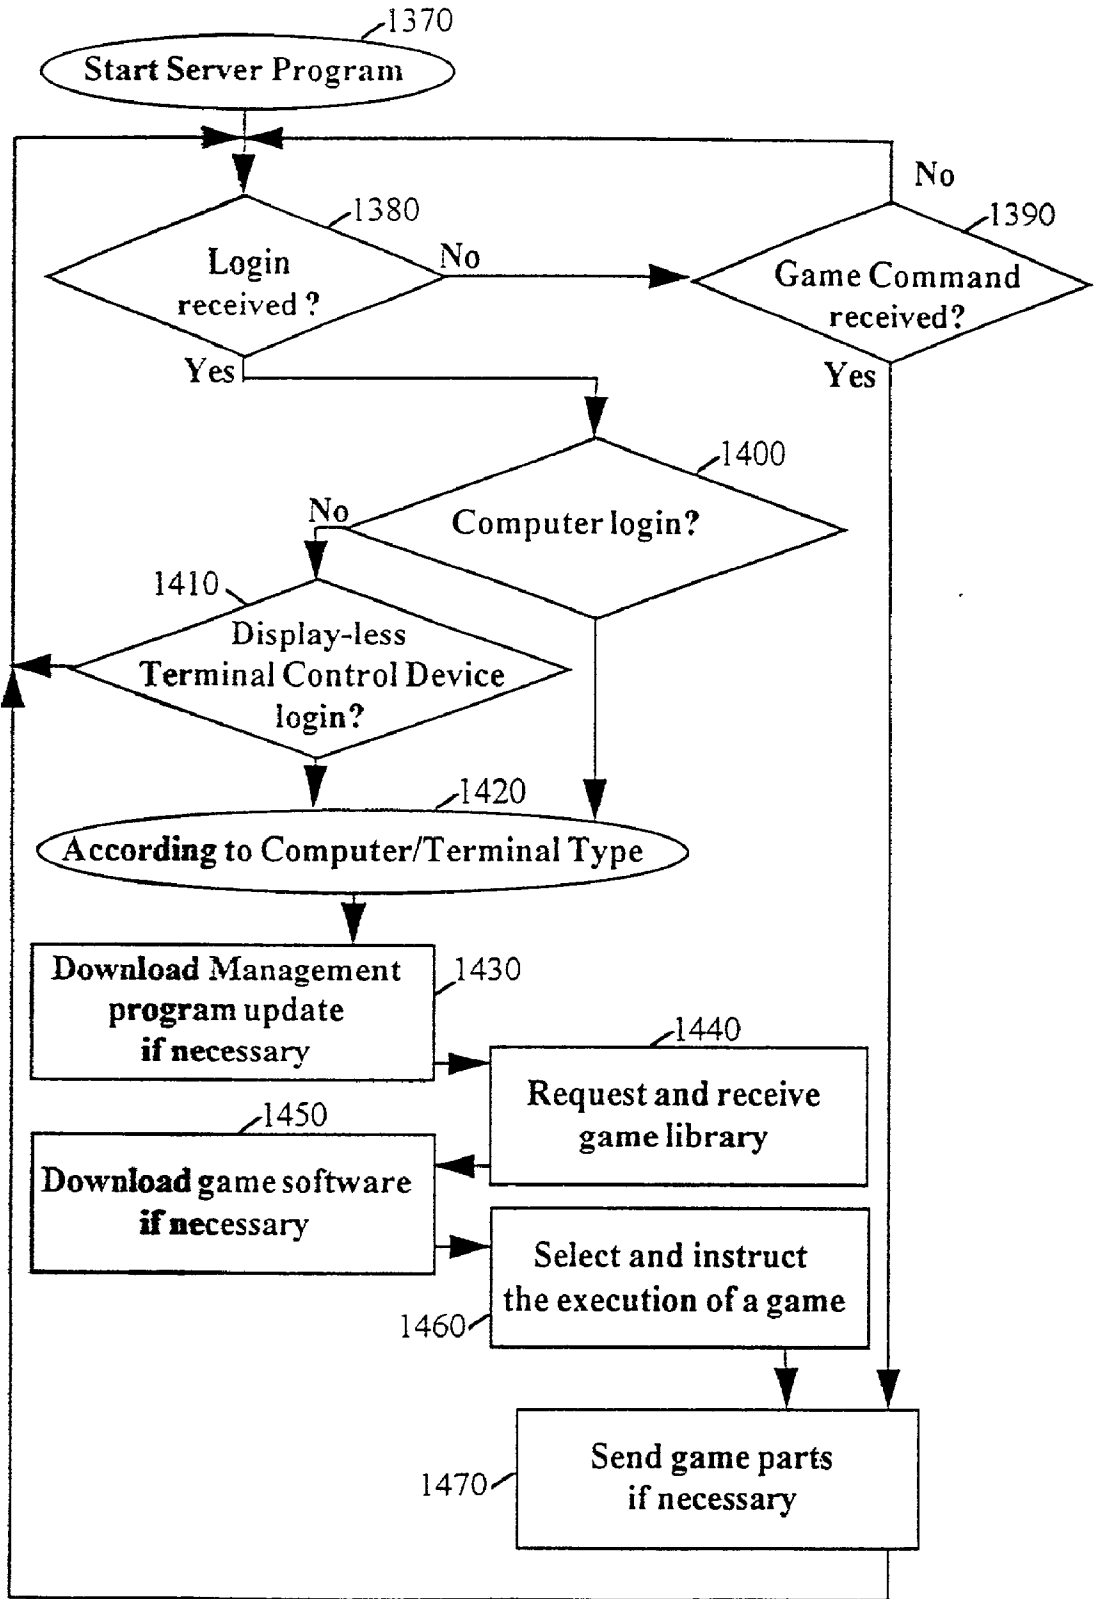 1370
Start Server Program
No
1380
1390
Login
received ?
No
Game Command
received?
Yes
Yes
1400
No
Computer login?
1410
Display-less
Terminal Control Device
login?
1420
According to Computer/Terminal Type
Download Management
program update
if necessary
1430
1440
Request and receive
game library
1450
Download game software
if necessary
Select and instruct
the execution of a game
1460
Send game parts
if necessary
1470